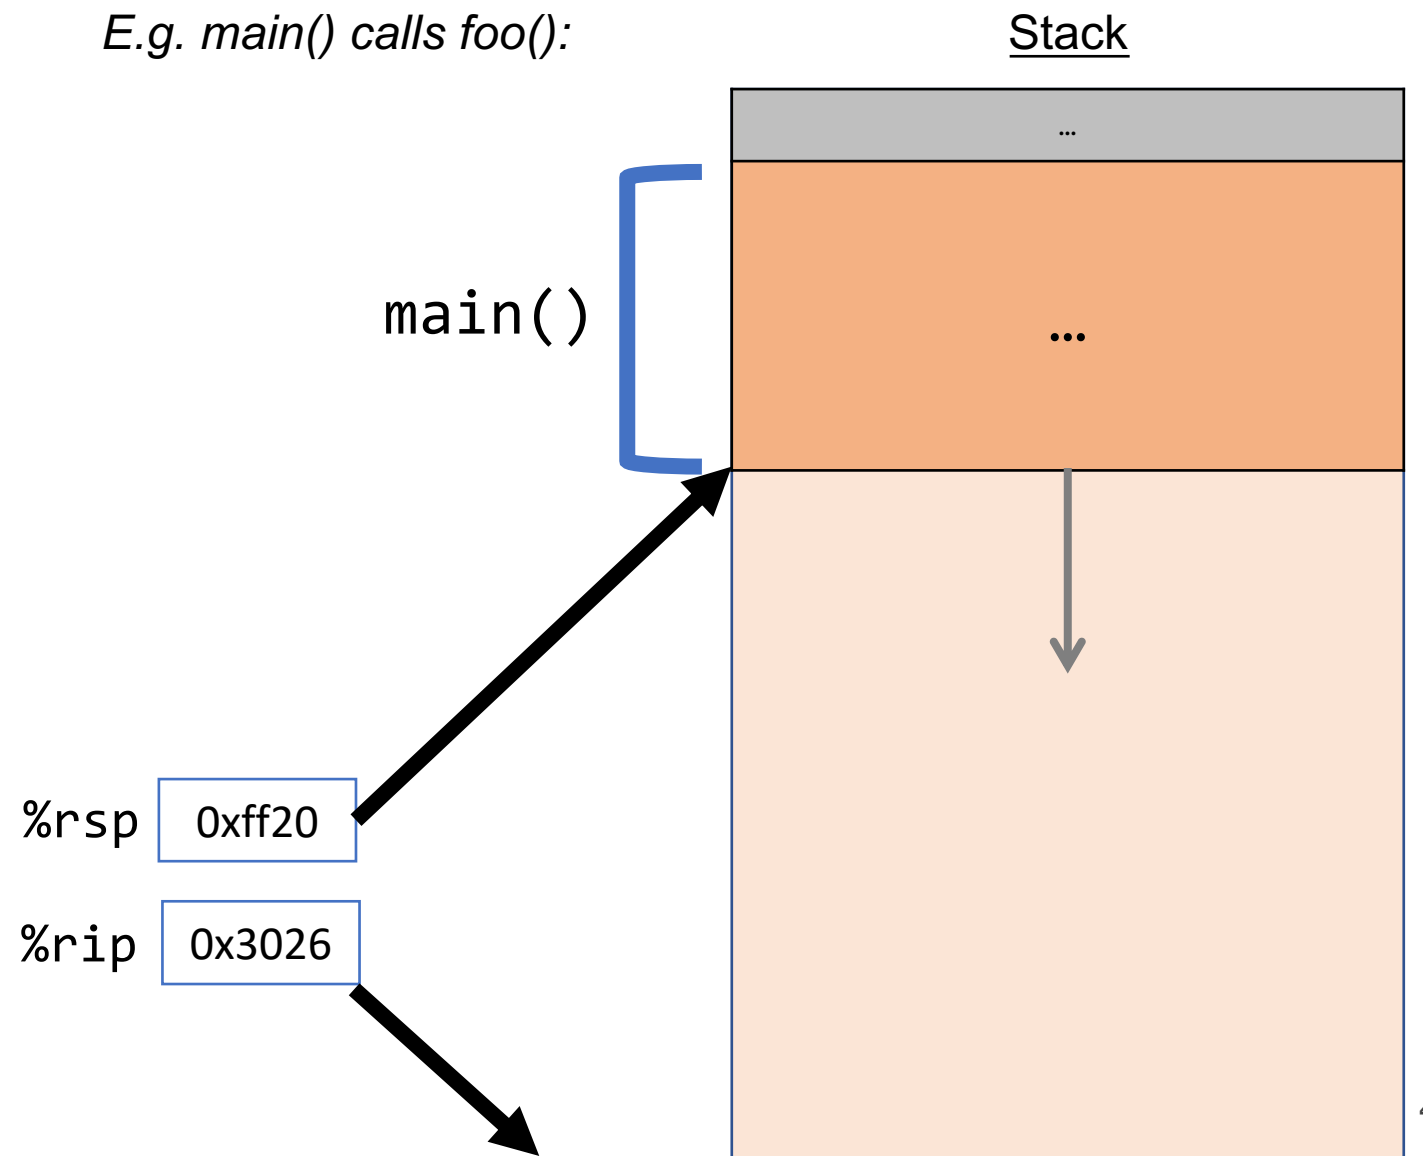 E.g. main() calls foo():
Stack
...
main()
...
%rsp 0xff20
%rip 0x3026